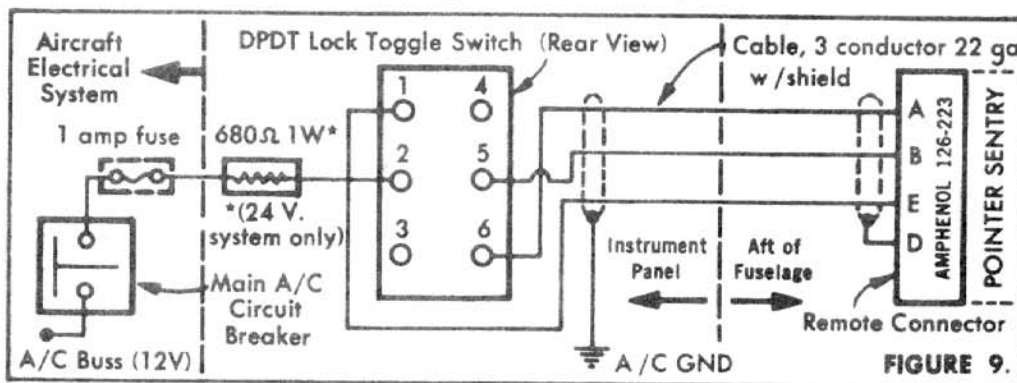 Aircraft
Electrical
System
DPDT Lock Toggle Switch (Rear View)
Cable, 3 conductor 22 ga
w/shield
1 amp fuse
680Ω 1W*
*(24 V.
system only)
1
4
2
5
3
6
Main A/C
Circuit
Breaker
A/C Buss (12V)
Instrument
Panel
Aft of
Fuselage
A/C GND
A
B
E
D
AMPHENOL 126-223
POINTER SENTRY
Remote Connector
FIGURE 9.